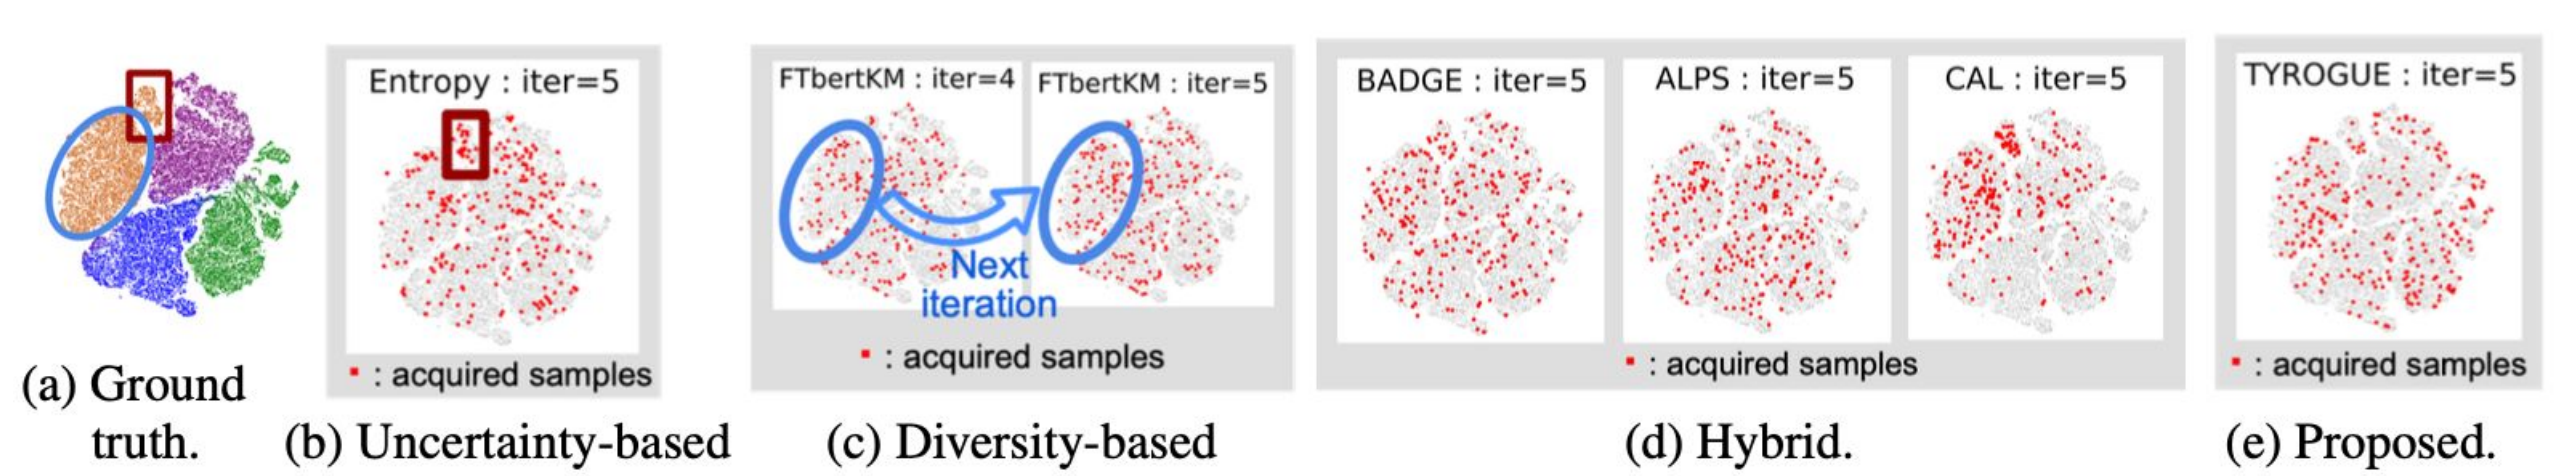 Entropy : iter=5
: acquired samples
FTbertKM : iter=4
FTbertKM : iter=5
Next
iteration
: acquired samples
BADGE : iter=5
ALPS : iter=5
CAL : iter=5
: acquired samples
TYROGUE : iter=5
: acquired samples
(a) Ground
truth.
(b) Uncertainty-based
(c) Diversity-based
(d) Hybrid.
(e) Proposed.